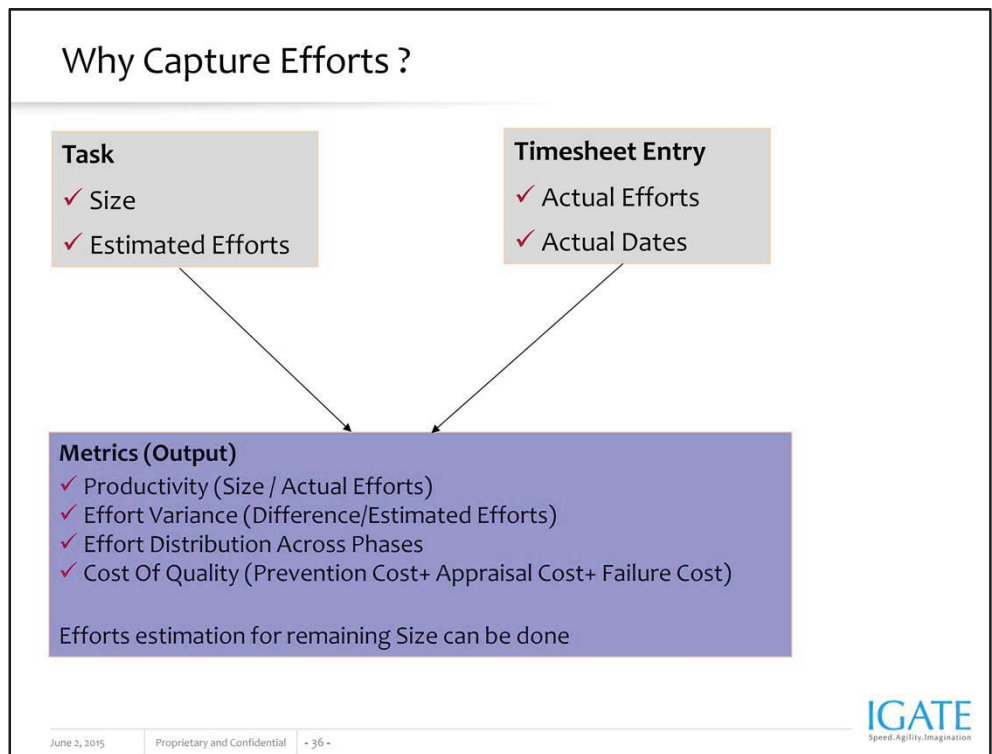 Why Capture Efforts ?
Task
✓ Size
✓ Estimated Efforts
Timesheet Entry
✓ Actual Efforts
✓ Actual Dates
Metrics (Output)
✓ Productivity (Size / Actual Efforts)
✓ Effort Variance (Difference/Estimated Efforts)
✓ Effort Distribution Across Phases
✓ Cost Of Quality (Prevention Cost+ Appraisal Cost+ Failure Cost)
Efforts estimation for remaining Size can be done
June 2, 2015 Proprietary and Confidential - 36 -
IGATE
Speed.Agility.Imagination